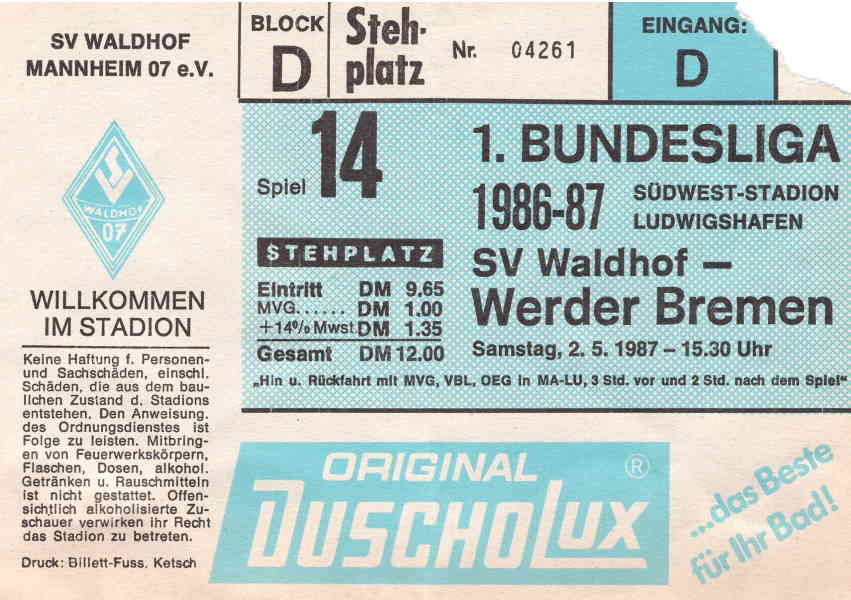 SV WALDHOF
MANNHEIM 07 e.V.
SV
WALDHOF
07
WILLKOMMEN
IM STADION
Keine Haftung f. Personen-
und Sachschäden, einschl.
Schäden, die aus dem bau-
lichen Zustand d. Stadions
entstehen. Den Anweisung.
des Ordnungsdienstes ist
Folge zu leisten. Mitbring-
en von Feuerwerkskörpern,
Flaschen, Dosen, alkohol.
Getränken u. Rauschmitteln
ist nicht gestattet. Offen-
sichtlich alkoholisierte Zu-
schauer verwirken ihr Recht
das Stadion zu betreten.
Druck: Billett-Fuss. Ketsch
BLOCK
D
Steh-
platz
Nr. 04261
EINGANG:
D
Spiel 14
STEHPLATZ
Eintritt DM 9.65
MVG...... DM 1.00
+14% Mwst. DM 1.35
Gesamt DM 12.00
1. BUNDESLIGA
1986-87
SÜDWEST-STADION
LUDWIGSHAFEN
SV Waldhof –
Werder Bremen
Samstag, 2. 5. 1987 – 15.30 Uhr
„Hin u. Rückfahrt mit MVG, VBL, OEG in MA-LU, 3 Std. vor und 2 Std. nach dem Spiel“
ORIGINAL ®
DUSCHOLUX
...das Beste
für Ihr Bad!